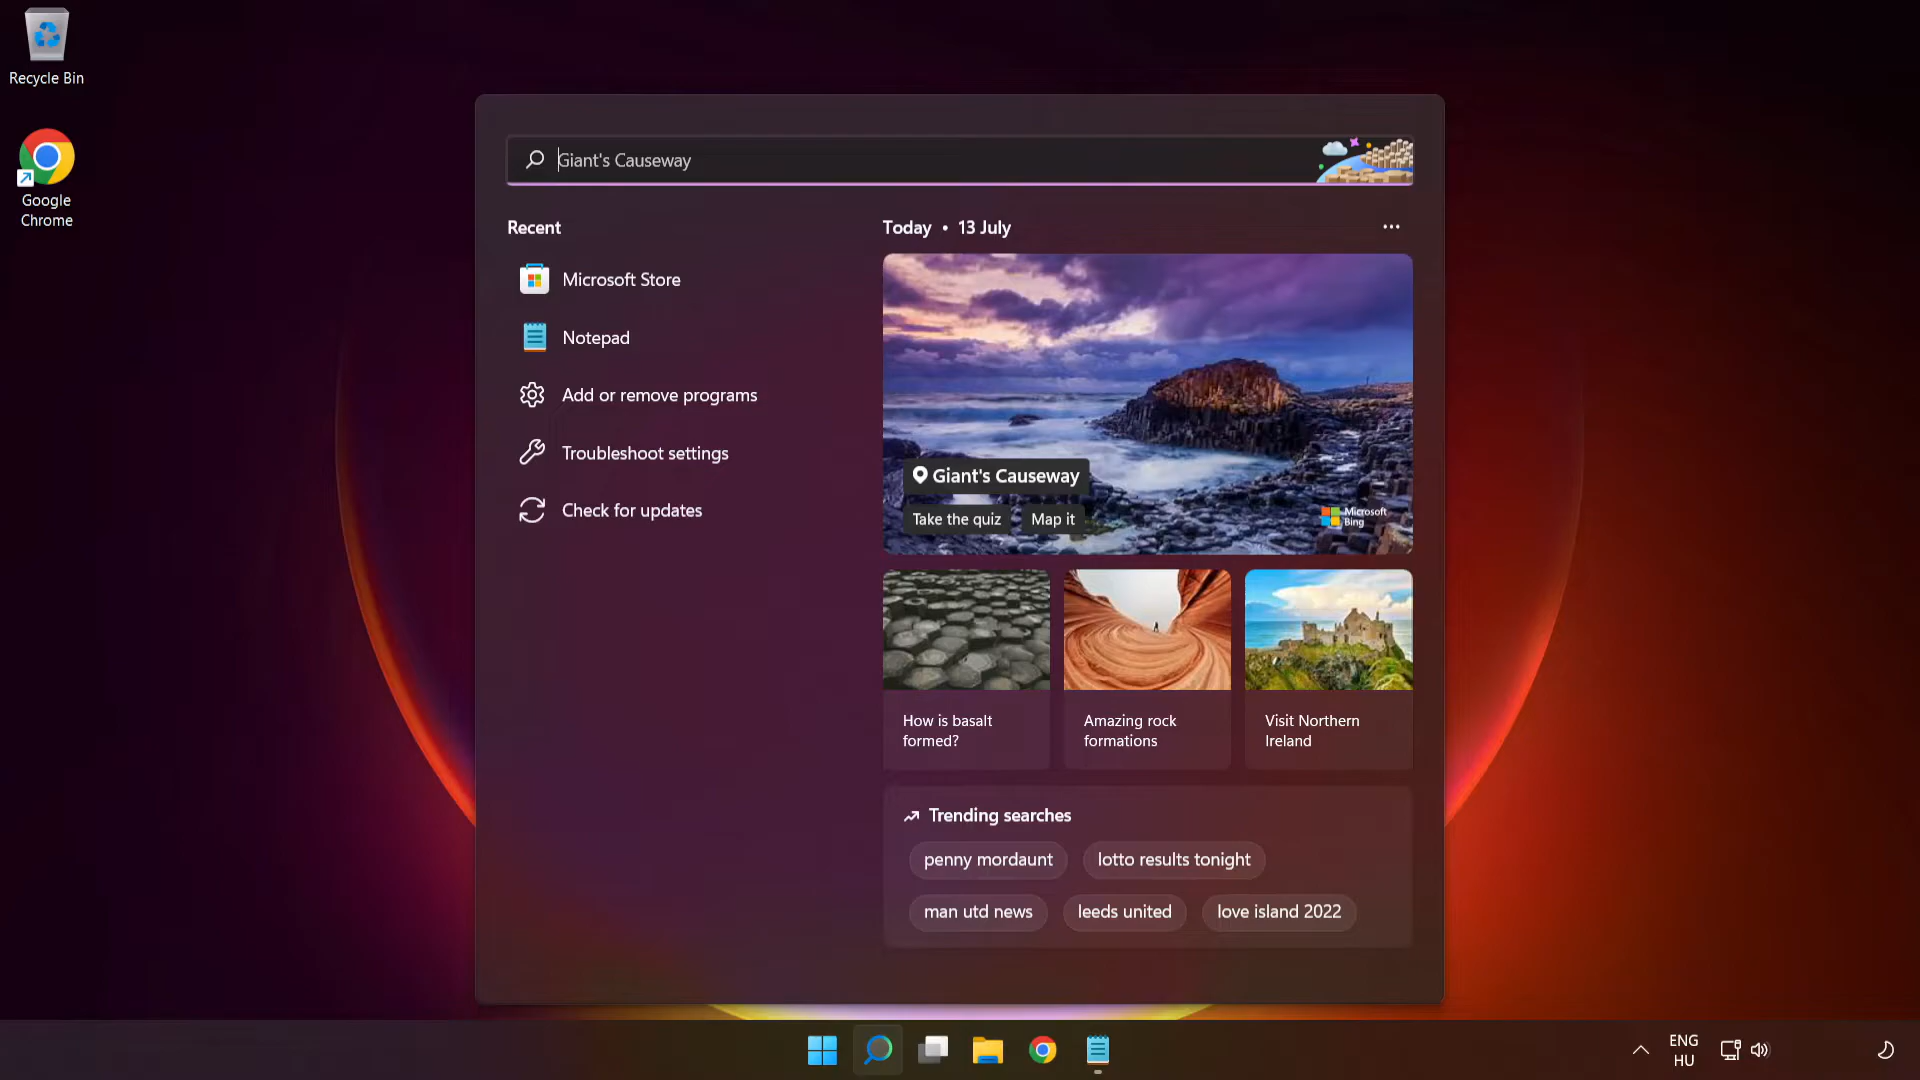 Recycle Bin
Google
Chrome
Giant's Causeway
Recent
Microsoft Store
Notepad
Add or remove programs
Troubleshoot settings
Check for updates
Today • 13 July
Giant's Causeway
Take the quiz
Map it
Microsoft
Bing
How is basalt
formed?
Amazing rock
formations
Visit Northern
Ireland
Trending searches
penny mordaunt
lotto results tonight
man utd news
leeds united
love island 2022
ENG
HU